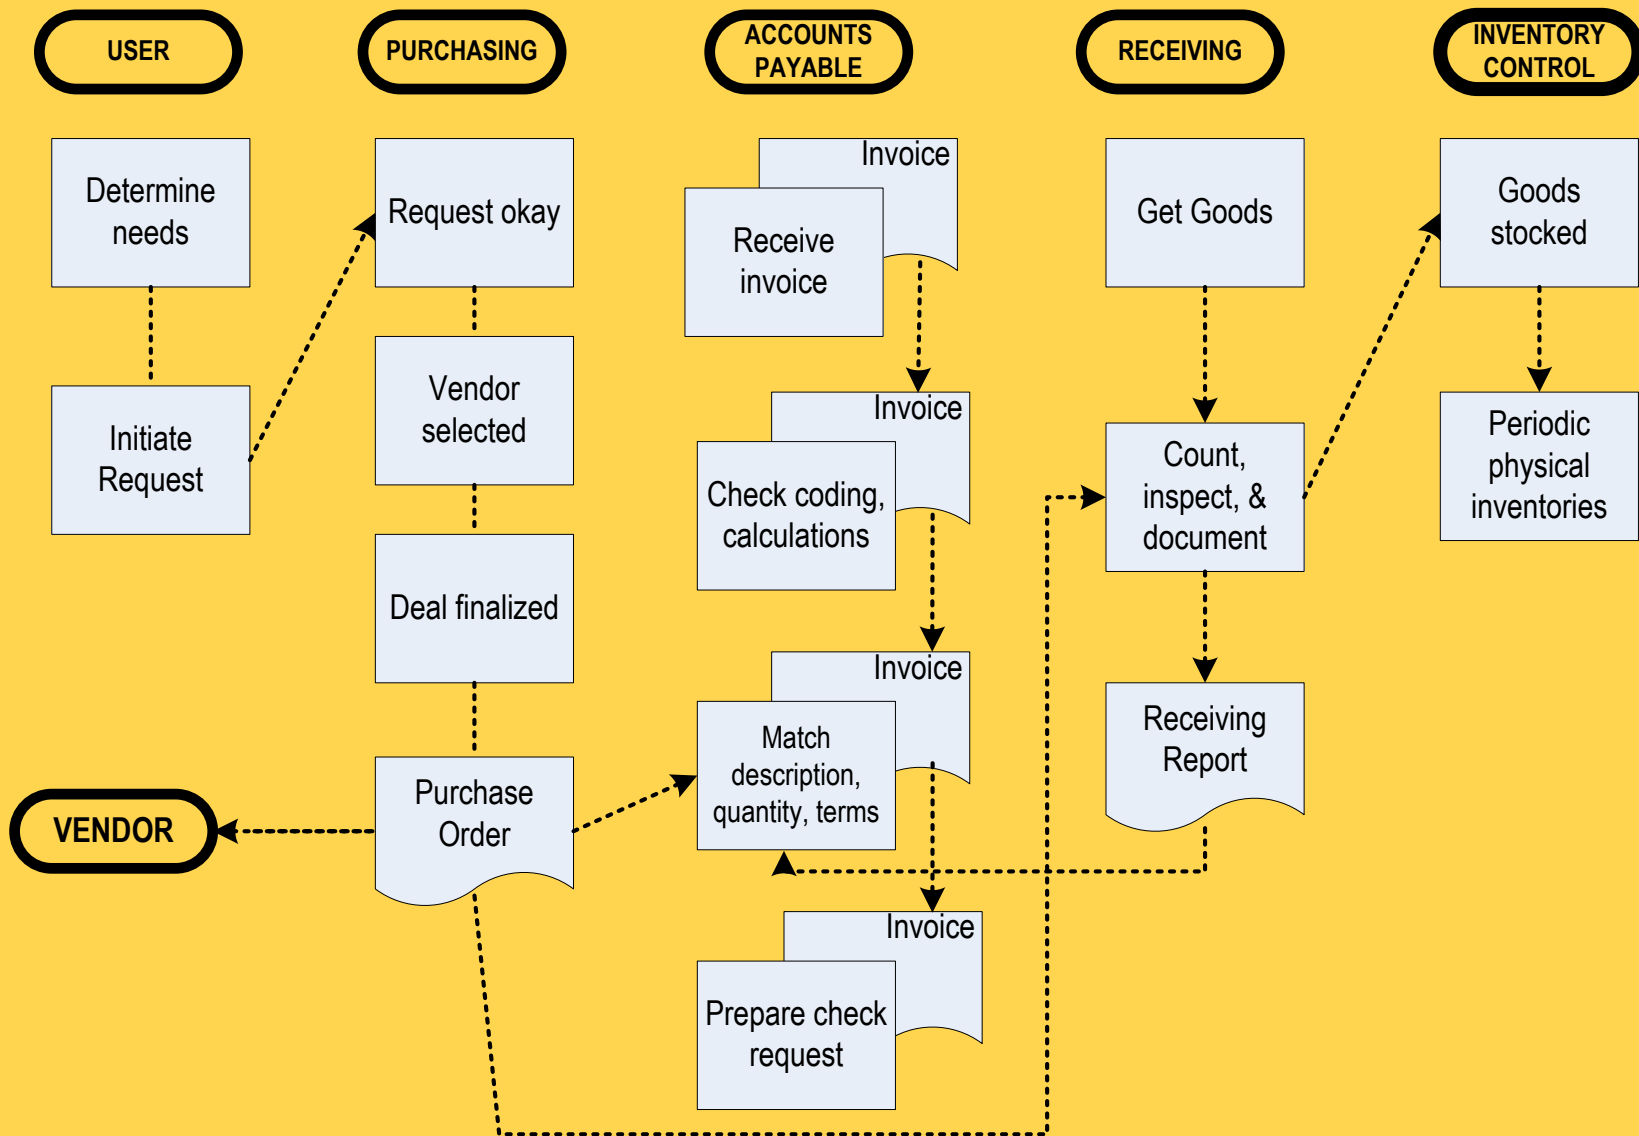 USER
PURCHASING
ACCOUNTS
PAYABLE
RECEIVING
INVENTORY
CONTROL
Determine
needs
Initiate
Request
Request okay
Vendor
selected
Deal finalized
Purchase
Order
VENDOR
Invoice
Receive
invoice
Invoice
Check coding,
calculations
Invoice
Match
description,
quantity, terms
Invoice
Prepare check
request
Get Goods
Count,
inspect, &
document
Receiving
Report
Goods
stocked
Periodic
physical
inventories